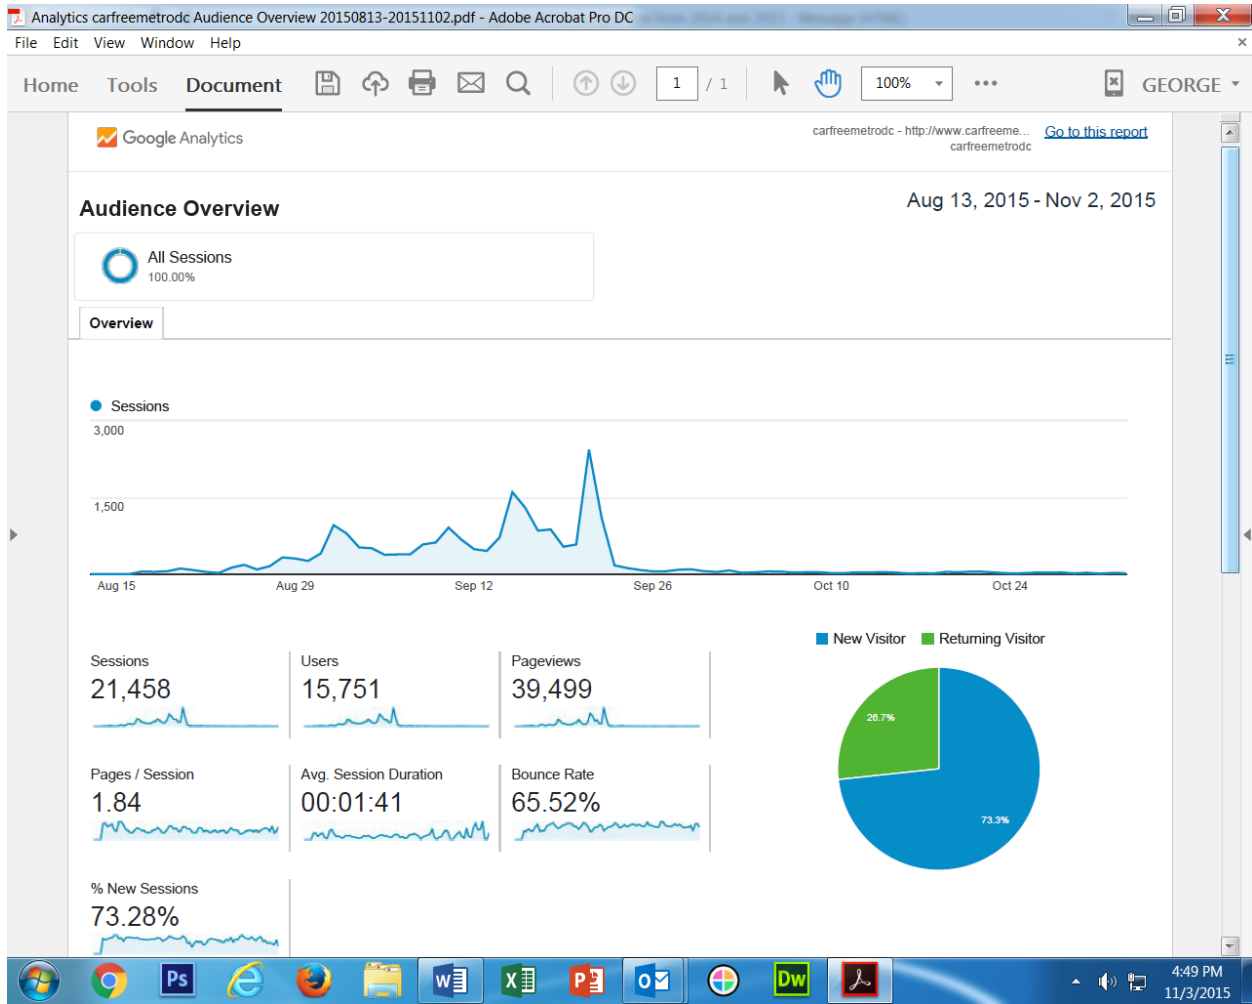 Analytics carfreemetrodc Audience Overview 20150813-20151102.pdf - Adobe Acrobat Pro DC
File Edit View Window Help
Home Tools Document 1 / 1 100% GEORGE
Google Analytics
carfreemetrodc - http://www.carfreeme... Go to this report
carfreemetrodc
Audience Overview
Aug 13, 2015 - Nov 2, 2015
All Sessions
100.00%
Overview
Sessions
3,000
1,500
Aug 15 Aug 29 Sep 12 Sep 26 Oct 10 Oct 24
New Visitor Returning Visitor
Sessions Users Pageviews
21,458 15,751 39,499
26.7%
Pages / Session Avg. Session Duration Bounce Rate
1.84 00:01:41 65.52%
73.3%
% New Sessions
73.28%
Ps Dw
4:49 PM
11/3/2015